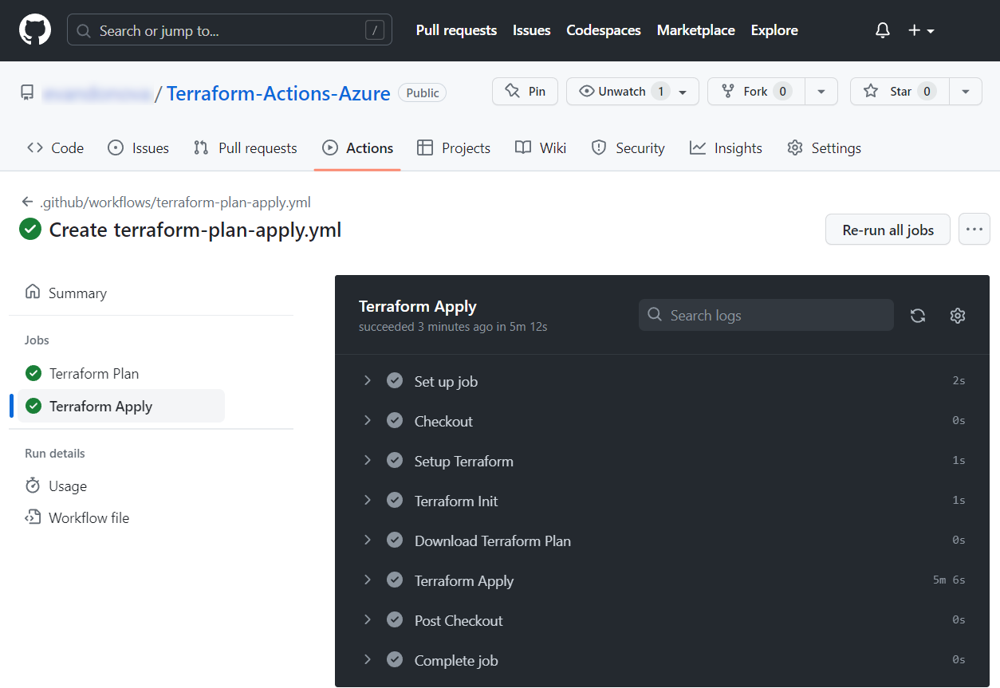 Search or jump to... /
Pull requests Issues Codespaces Marketplace Explore
/ Terraform-Actions-Azure Public
Pin Unwatch 1 Fork 0 Star 0
Code Issues Pull requests Actions Projects Wiki Security Insights Settings
.github/workflows/terraform-plan-apply.yml
Create terraform-plan-apply.yml
Re-run all jobs ...
Summary
Jobs
Terraform Plan
Terraform Apply
Run details
Usage
Workflow file
Terraform Apply
succeeded 3 minutes ago in 5m 12s
Search logs
Set up job 2s
Checkout 0s
Setup Terraform 1s
Terraform Init 1s
Download Terraform Plan 0s
Terraform Apply 5m 6s
Post Checkout 0s
Complete job 0s